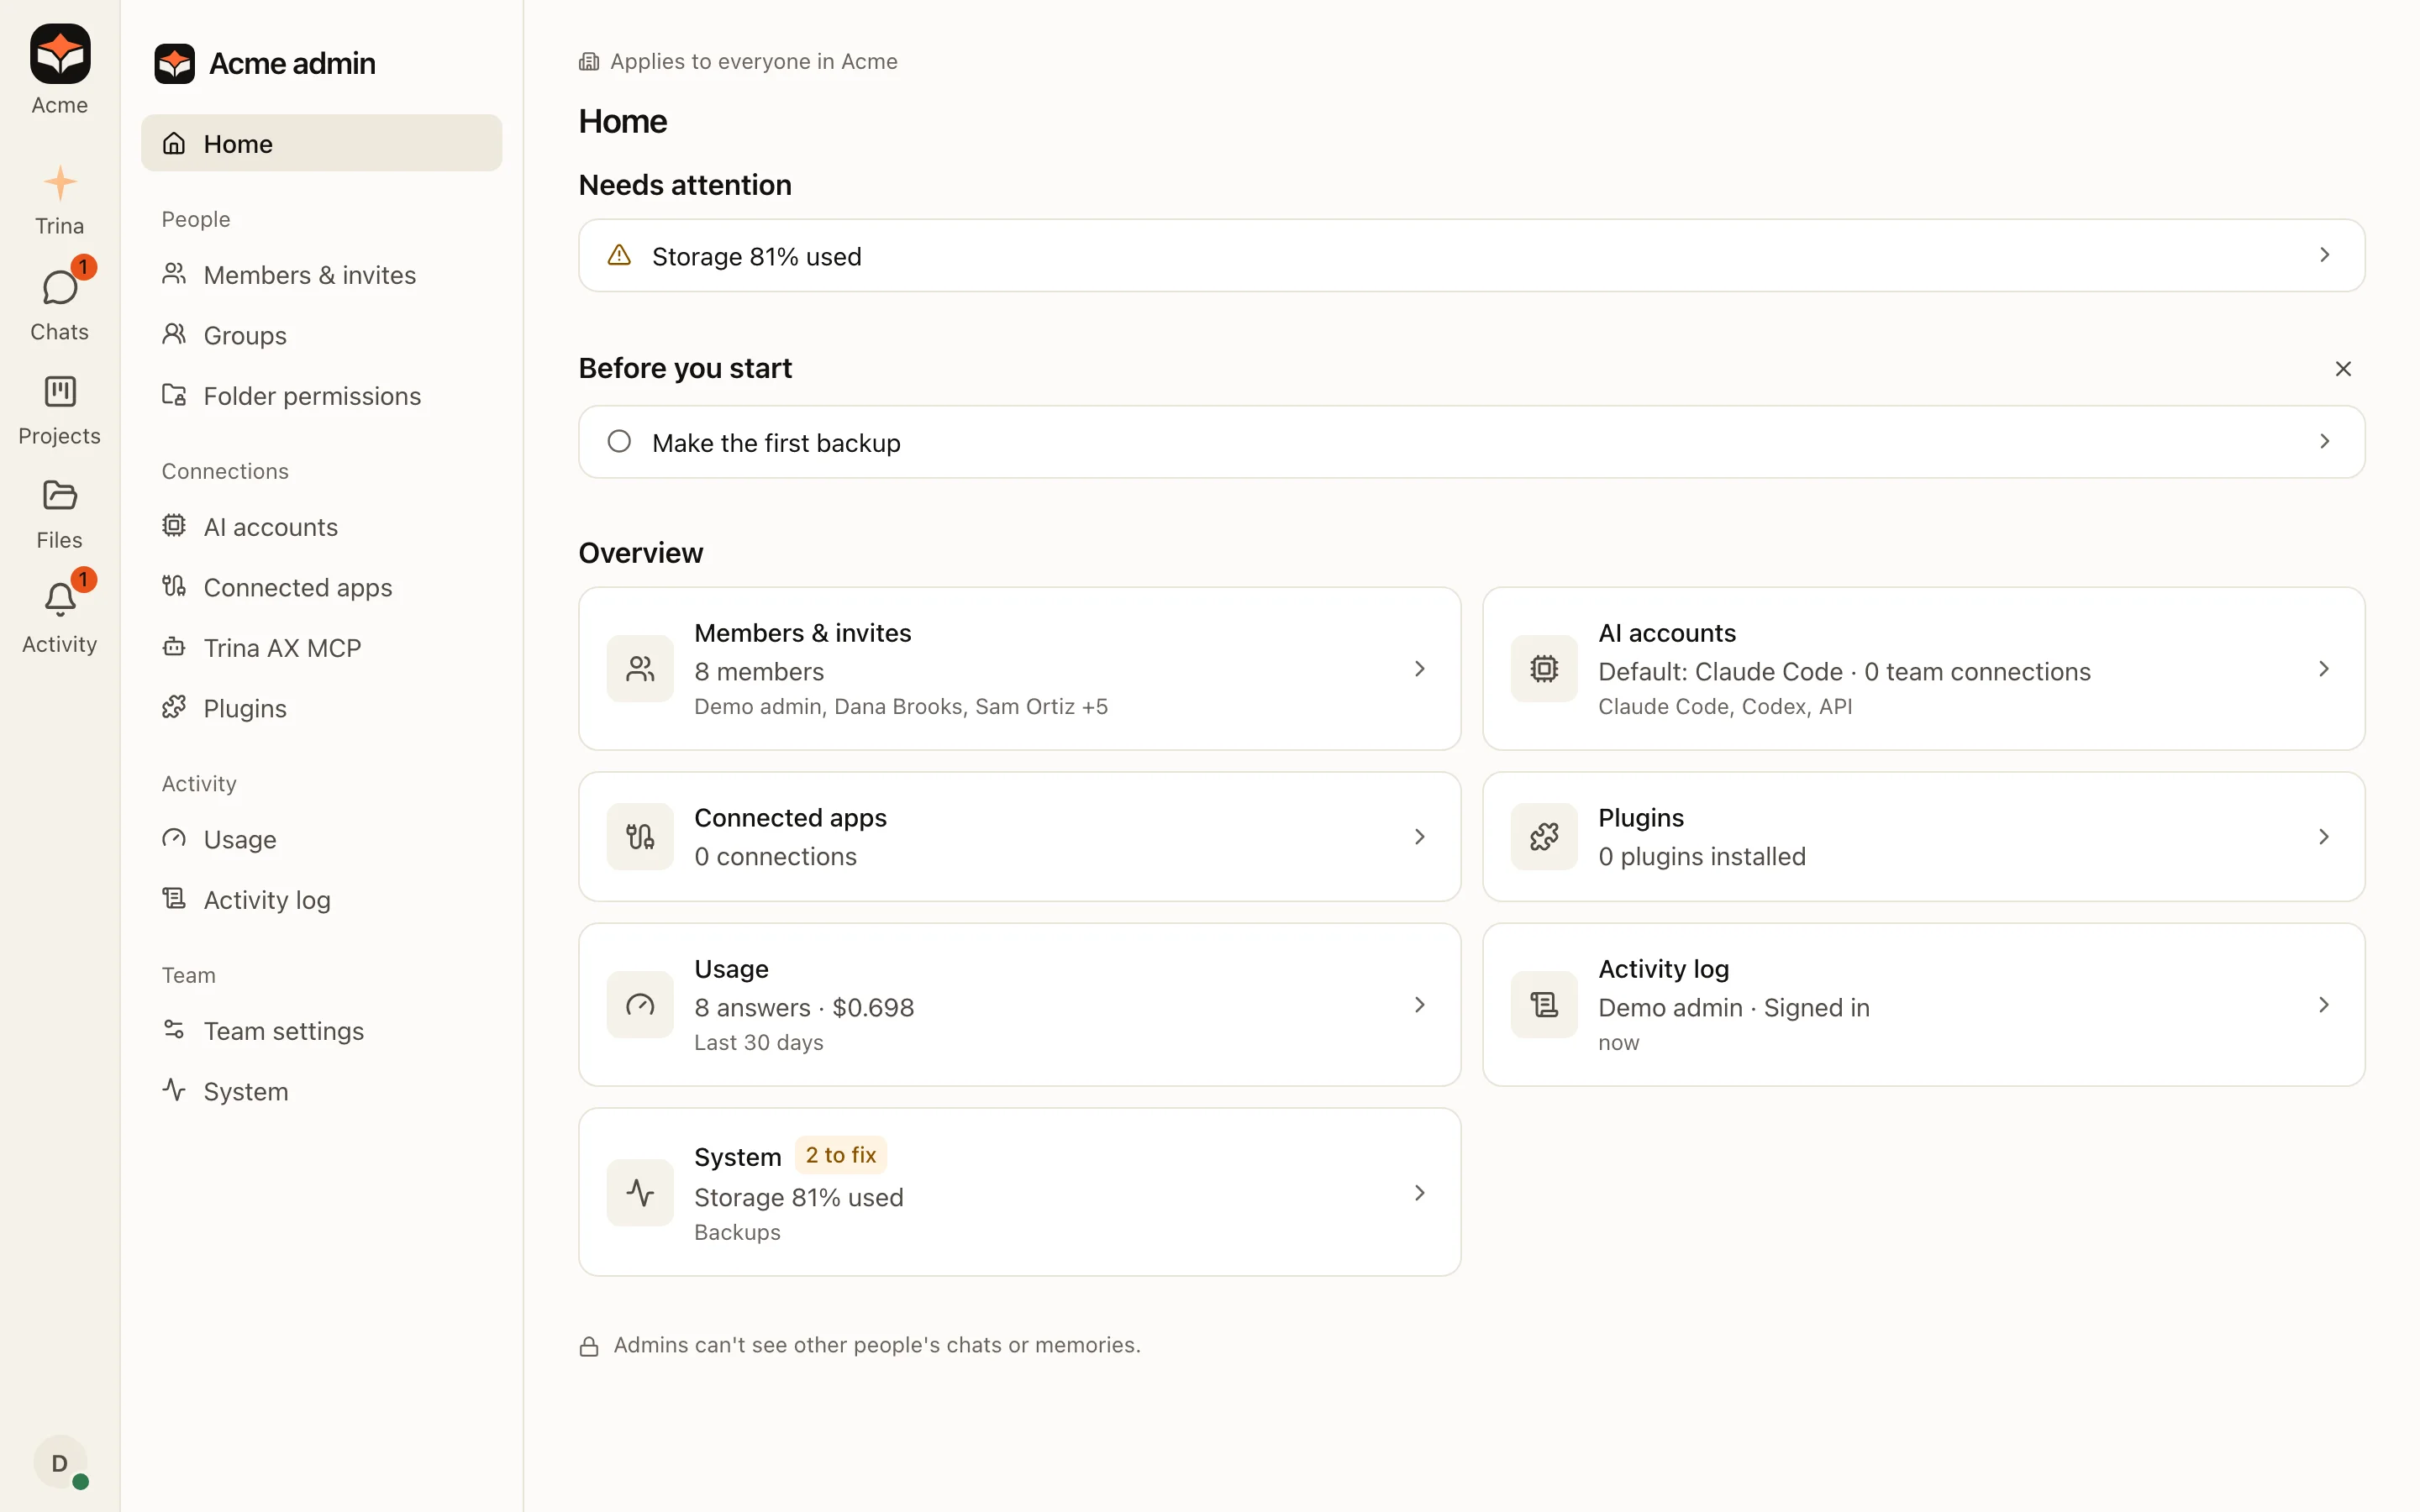 Acme
Trina
1
Chats
Projects
Files
1
Activity
D
Acme admin
Home
People
Members & invites
Groups
Folder permissions
Connections
AI accounts
Connected apps
Trina AX MCP
Plugins
Activity
Usage
Activity log
Team
Team settings
System
Applies to everyone in Acme
Home
Needs attention
Storage 81% used
Before you start
Make the first backup
Overview
Members & invites
8 members
Demo admin, Dana Brooks, Sam Ortiz +5
AI accounts
Default: Claude Code · 0 team connections
Claude Code, Codex, API
Connected apps
0 connections
Plugins
0 plugins installed
Usage
8 answers · $0.698
Last 30 days
Activity log
Demo admin · Signed in
now
System 2 to fix
Storage 81% used
Backups
Admins can't see other people's chats or memories.